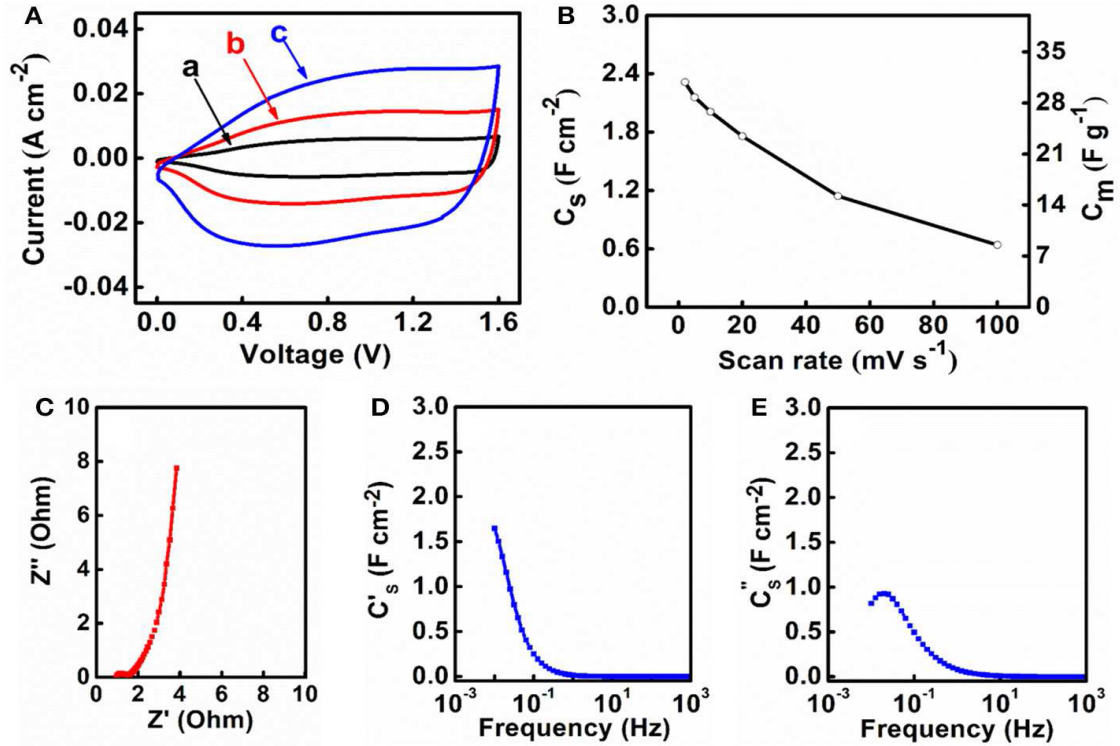 A
0.04
0.02
0.00
-0.02
-0.04
Current (A cm⁻²)
a
b
c
0.0 0.4 0.8 1.2 1.6
Voltage (V)
B
3.0
2.4
1.8
1.2
0.6
0.0
Cₛ (F cm⁻²)
35
28
21
14
7
0
Cₘ (F g⁻¹)
0 20 40 60 80 100
Scan rate (mV s⁻¹)
C
10
8
6
4
2
0
Z'' (Ohm)
0 2 4 6 8 10
Z' (Ohm)
D
3.0
2.5
2.0
1.5
1.0
0.5
0.0
C'ₛ (F cm⁻²)
10⁻³ 10⁻¹ 10¹ 10³
Frequency (Hz)
E
3.0
2.5
2.0
1.5
1.0
0.5
0.0
C''ₛ (F cm⁻²)
10⁻³ 10⁻¹ 10¹ 10³
Frequency (Hz)